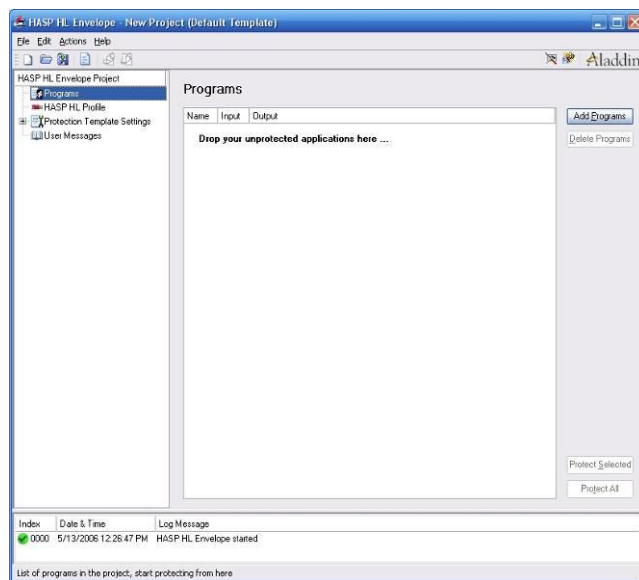 HASP HL Envelope - New Project (Default Template)
File Edit Actions Help
Aladdin
HASP HL Envelope Project
Programs
HASP HL Profile
Protection Template Settings
User Messages
Programs
Name Input Output
Drop your unprotected applications here ...
Add Programs
Delete Programs
Protect Selected
Protect All
Index Date & Time Log Message
0000 5/13/2006 12:26:47 PM HASP HL Envelope started
List of programs in the project, start protecting from here